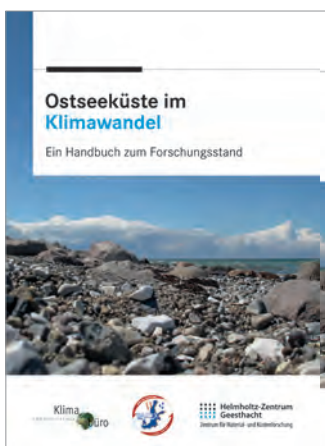 Ostseeküste im
Klimawandel
Ein Handbuch zum Forschungsstand
Klima
Büro
Helmholtz-Zentrum
Geesthacht
Zentrum für Material- und Küstenforschung